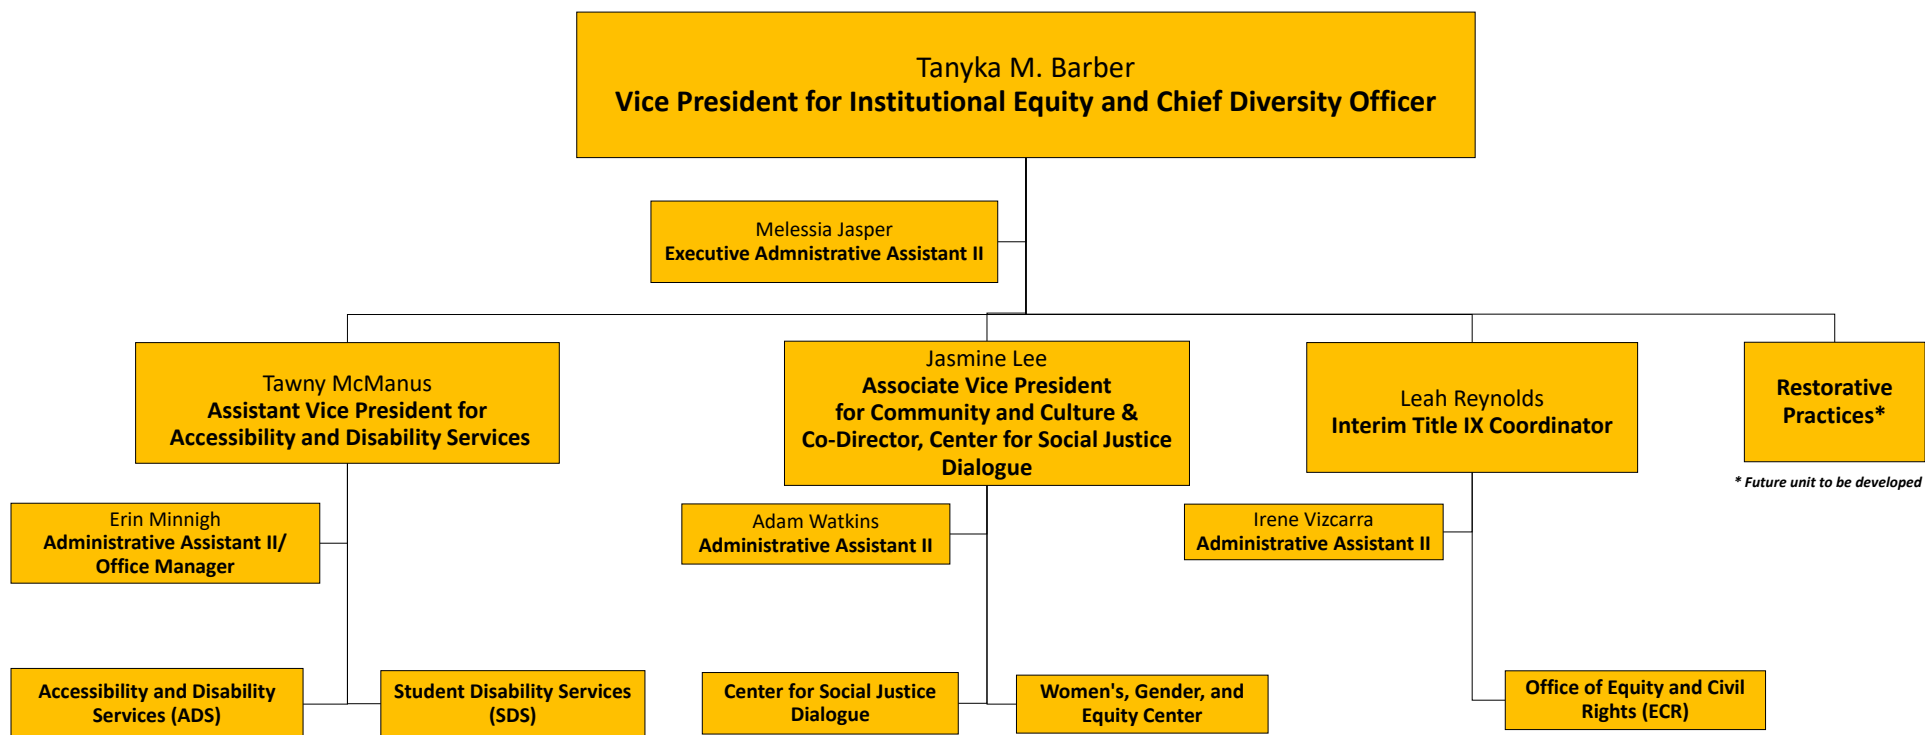 Tanyka M. Barber
Vice President for Institutional Equity and Chief Diversity Officer
Melessia Jasper
Executive Admnistrative Assistant II
Tawny McManus
Assistant Vice President for
Accessibility and Disability Services
Jasmine Lee
Associate Vice President
for Community and Culture &
Co-Director, Center for Social Justice
Dialogue
Leah Reynolds
Interim Title IX Coordinator
Restorative
Practices*
* Future unit to be developed
Erin Minnigh
Administrative Assistant II/
Office Manager
Adam Watkins
Administrative Assistant II
Irene Vizcarra
Administrative Assistant II
Accessibility and Disability
Services (ADS)
Student Disability Services
(SDS)
Center for Social Justice
Dialogue
Women's, Gender, and
Equity Center
Office of Equity and Civil
Rights (ECR)